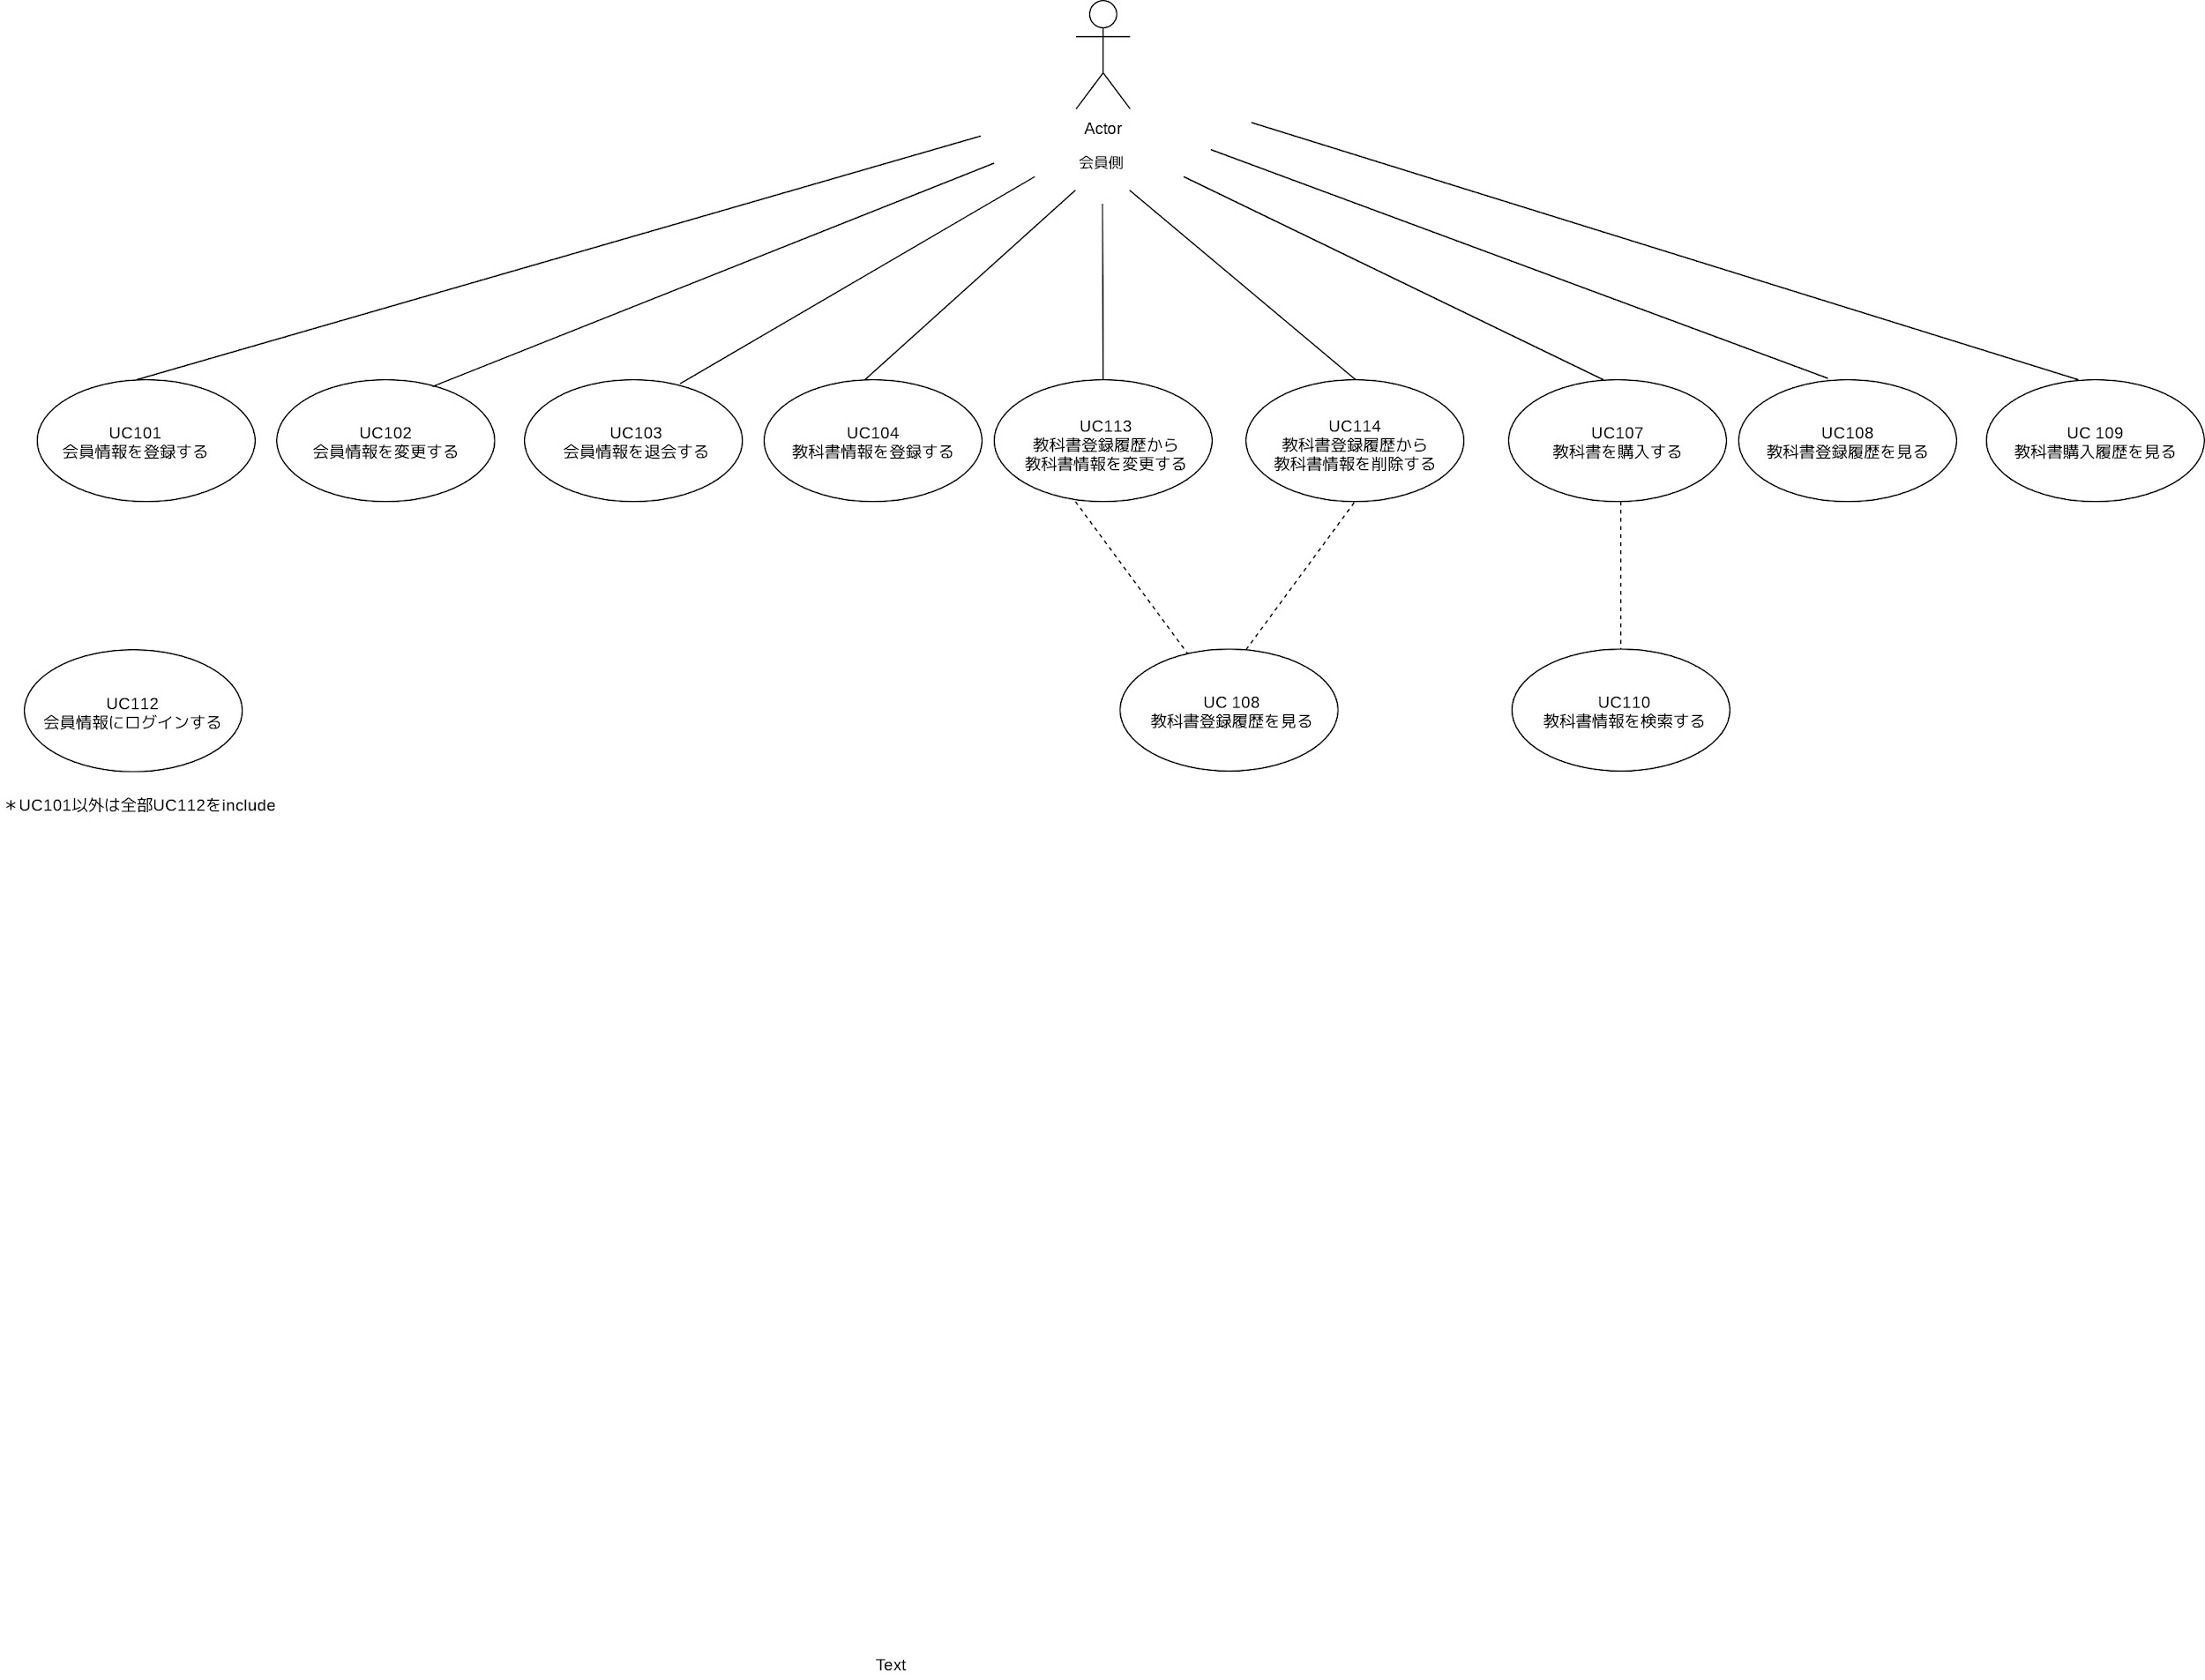 Actor
会員側
UC101
会員情報を登録する
UC102
会員情報を変更する
UC103
会員情報を退会する
UC104
教科書情報を登録する
UC113
教科書登録履歴から
教科書情報を変更する
UC114
教科書登録履歴から
教科書情報を削除する
UC107
教科書を購入する
UC108
教科書登録履歴を見る
UC 109
教科書購入履歴を見る
UC112
会員情報にログインする
UC 108
教科書登録履歴を見る
UC110
教科書情報を検索する
＊UC101以外は全部UC112をinclude
Text